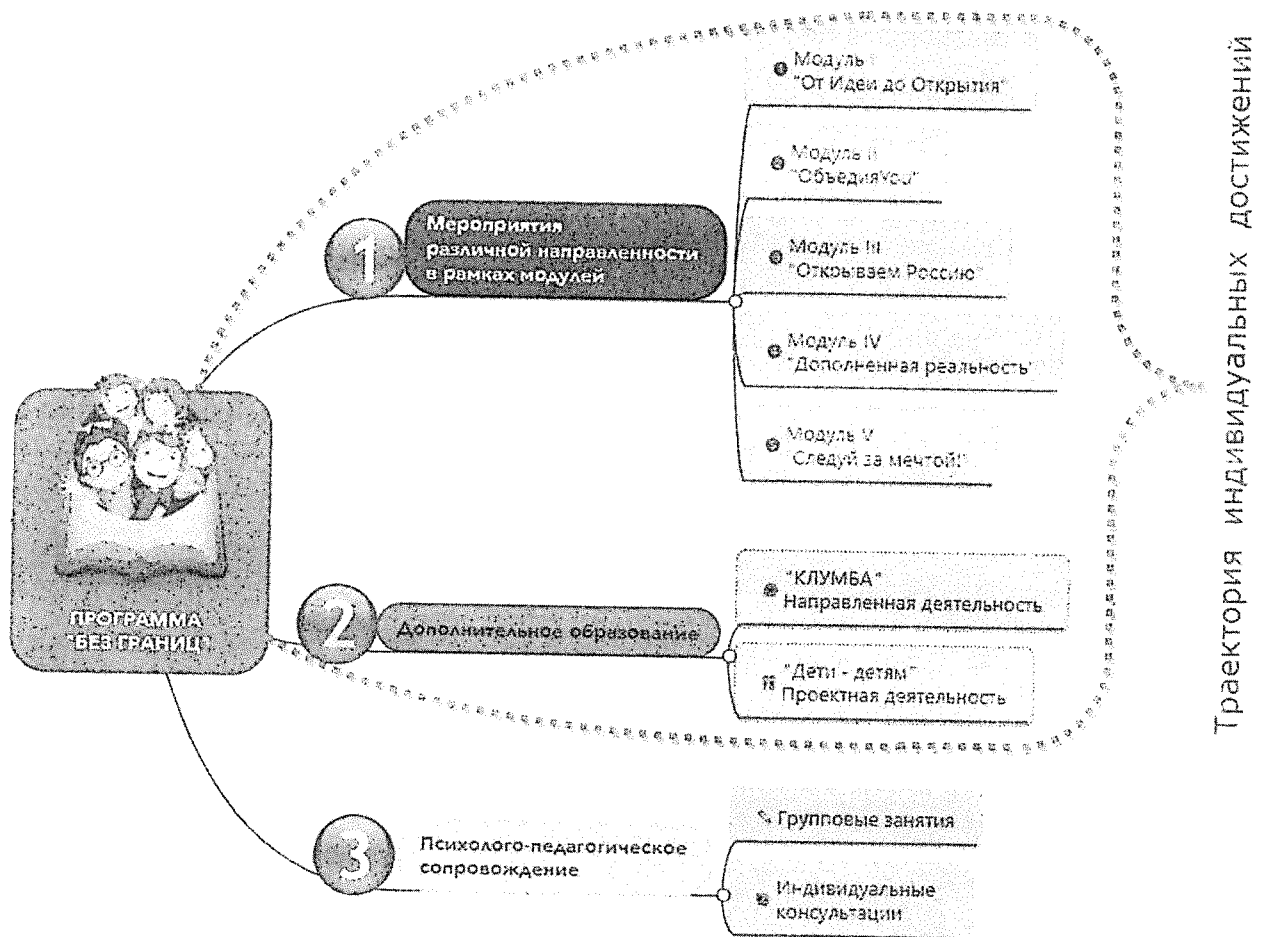 ПРОГРАММА
"БЕЗ ГРАНИЦ"
1
Мероприятия
различной направленности
в рамках модулей
Модуль I
"От Идеи до Открытия"
Модуль II
"ОбъединYou"
Модуль III
"Открываем Россию"
Модуль IV
"Дополненная реальность"
Модуль V
"Следуй за мечтой!"
2
Дополнительное образование
"КЛУМБА"
Направленная деятельность
"Дети - детям"
Проектная деятельность
3
Психолого-педагогическое
сопровождение
Групповые занятия
Индивидуальные
консультации
Траектория индивидуальных достижений